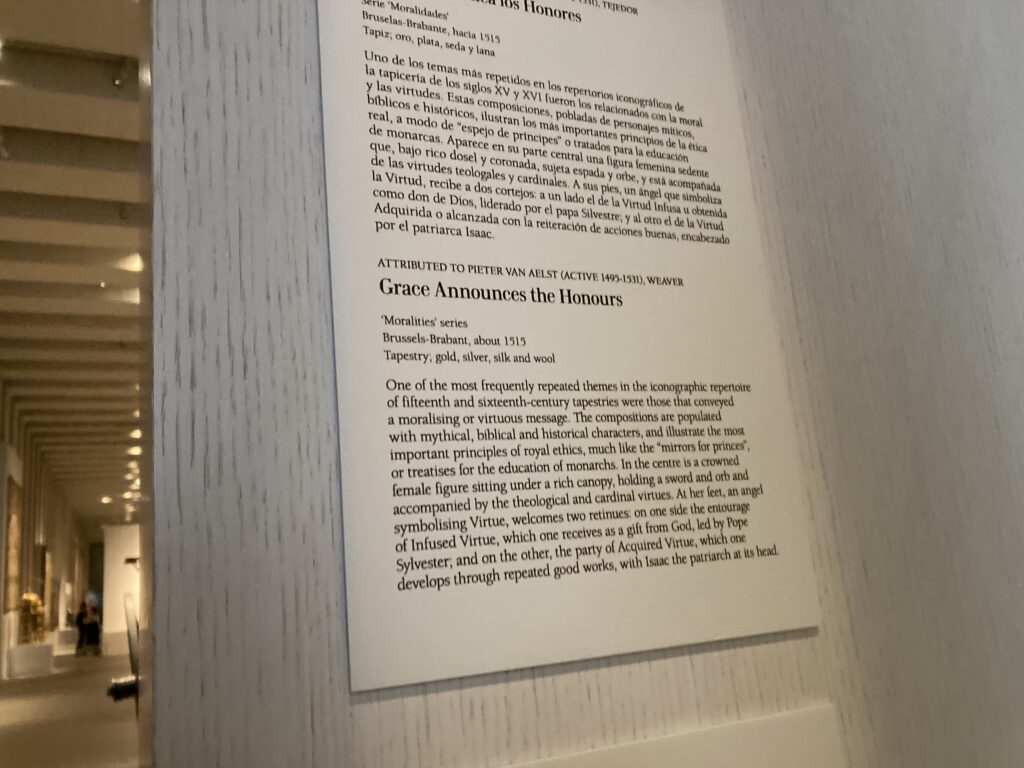 TEJEDOR
los Honores
Serie 'Moralidades'
Bruselas-Brabante, hacia 1515
Tapiz; oro, plata, seda y lana
Uno de los temas más repetidos en los repertorios iconográficos de
la tapicería de los siglos XV y XVI fueron los relacionados con la moral
y las virtudes. Estas composiciones, pobladas de personajes míticos,
bíblicos e históricos, ilustran los más importantes principios de la ética
real, a modo de "espejo de príncipes" o tratados para la educación
de monarcas. Aparece en su parte central una figura femenina sedente
que, bajo rico dosel y coronada, sujeta espada y orbe, y está acompañada
de las virtudes teologales y cardinales. A sus pies, un ángel que simboliza
la Virtud, recibe a dos cortejos: a un lado el de la Virtud Infusa u obtenida
como don de Dios, liderado por el papa Silvestre; y al otro el de la Virtud
Adquirida o alcanzada con la reiteración de acciones buenas, encabezado
por el patriarca Isaac.
ATTRIBUTED TO PIETER VAN AELST (ACTIVE 1495-1531), WEAVER
Grace Announces the Honours
'Moralities' series
Brussels-Brabant, about 1515
Tapestry; gold, silver, silk and wool
One of the most frequently repeated themes in the iconographic repertoire
of fifteenth and sixteenth-century tapestries were those that conveyed
a moralising or virtuous message. The compositions are populated
with mythical, biblical and historical characters, and illustrate the most
important principles of royal ethics, much like the "mirrors for princes",
or treatises for the education of monarchs. In the centre is a crowned
female figure sitting under a rich canopy, holding a sword and orb and
accompanied by the theological and cardinal virtues. At her feet, an angel
symbolising Virtue, welcomes two retinues: on one side the entourage
of Infused Virtue, which one receives as a gift from God, led by Pope
Sylvester; and on the other, the party of Acquired Virtue, which one
develops through repeated good works, with Isaac the patriarch at its head.